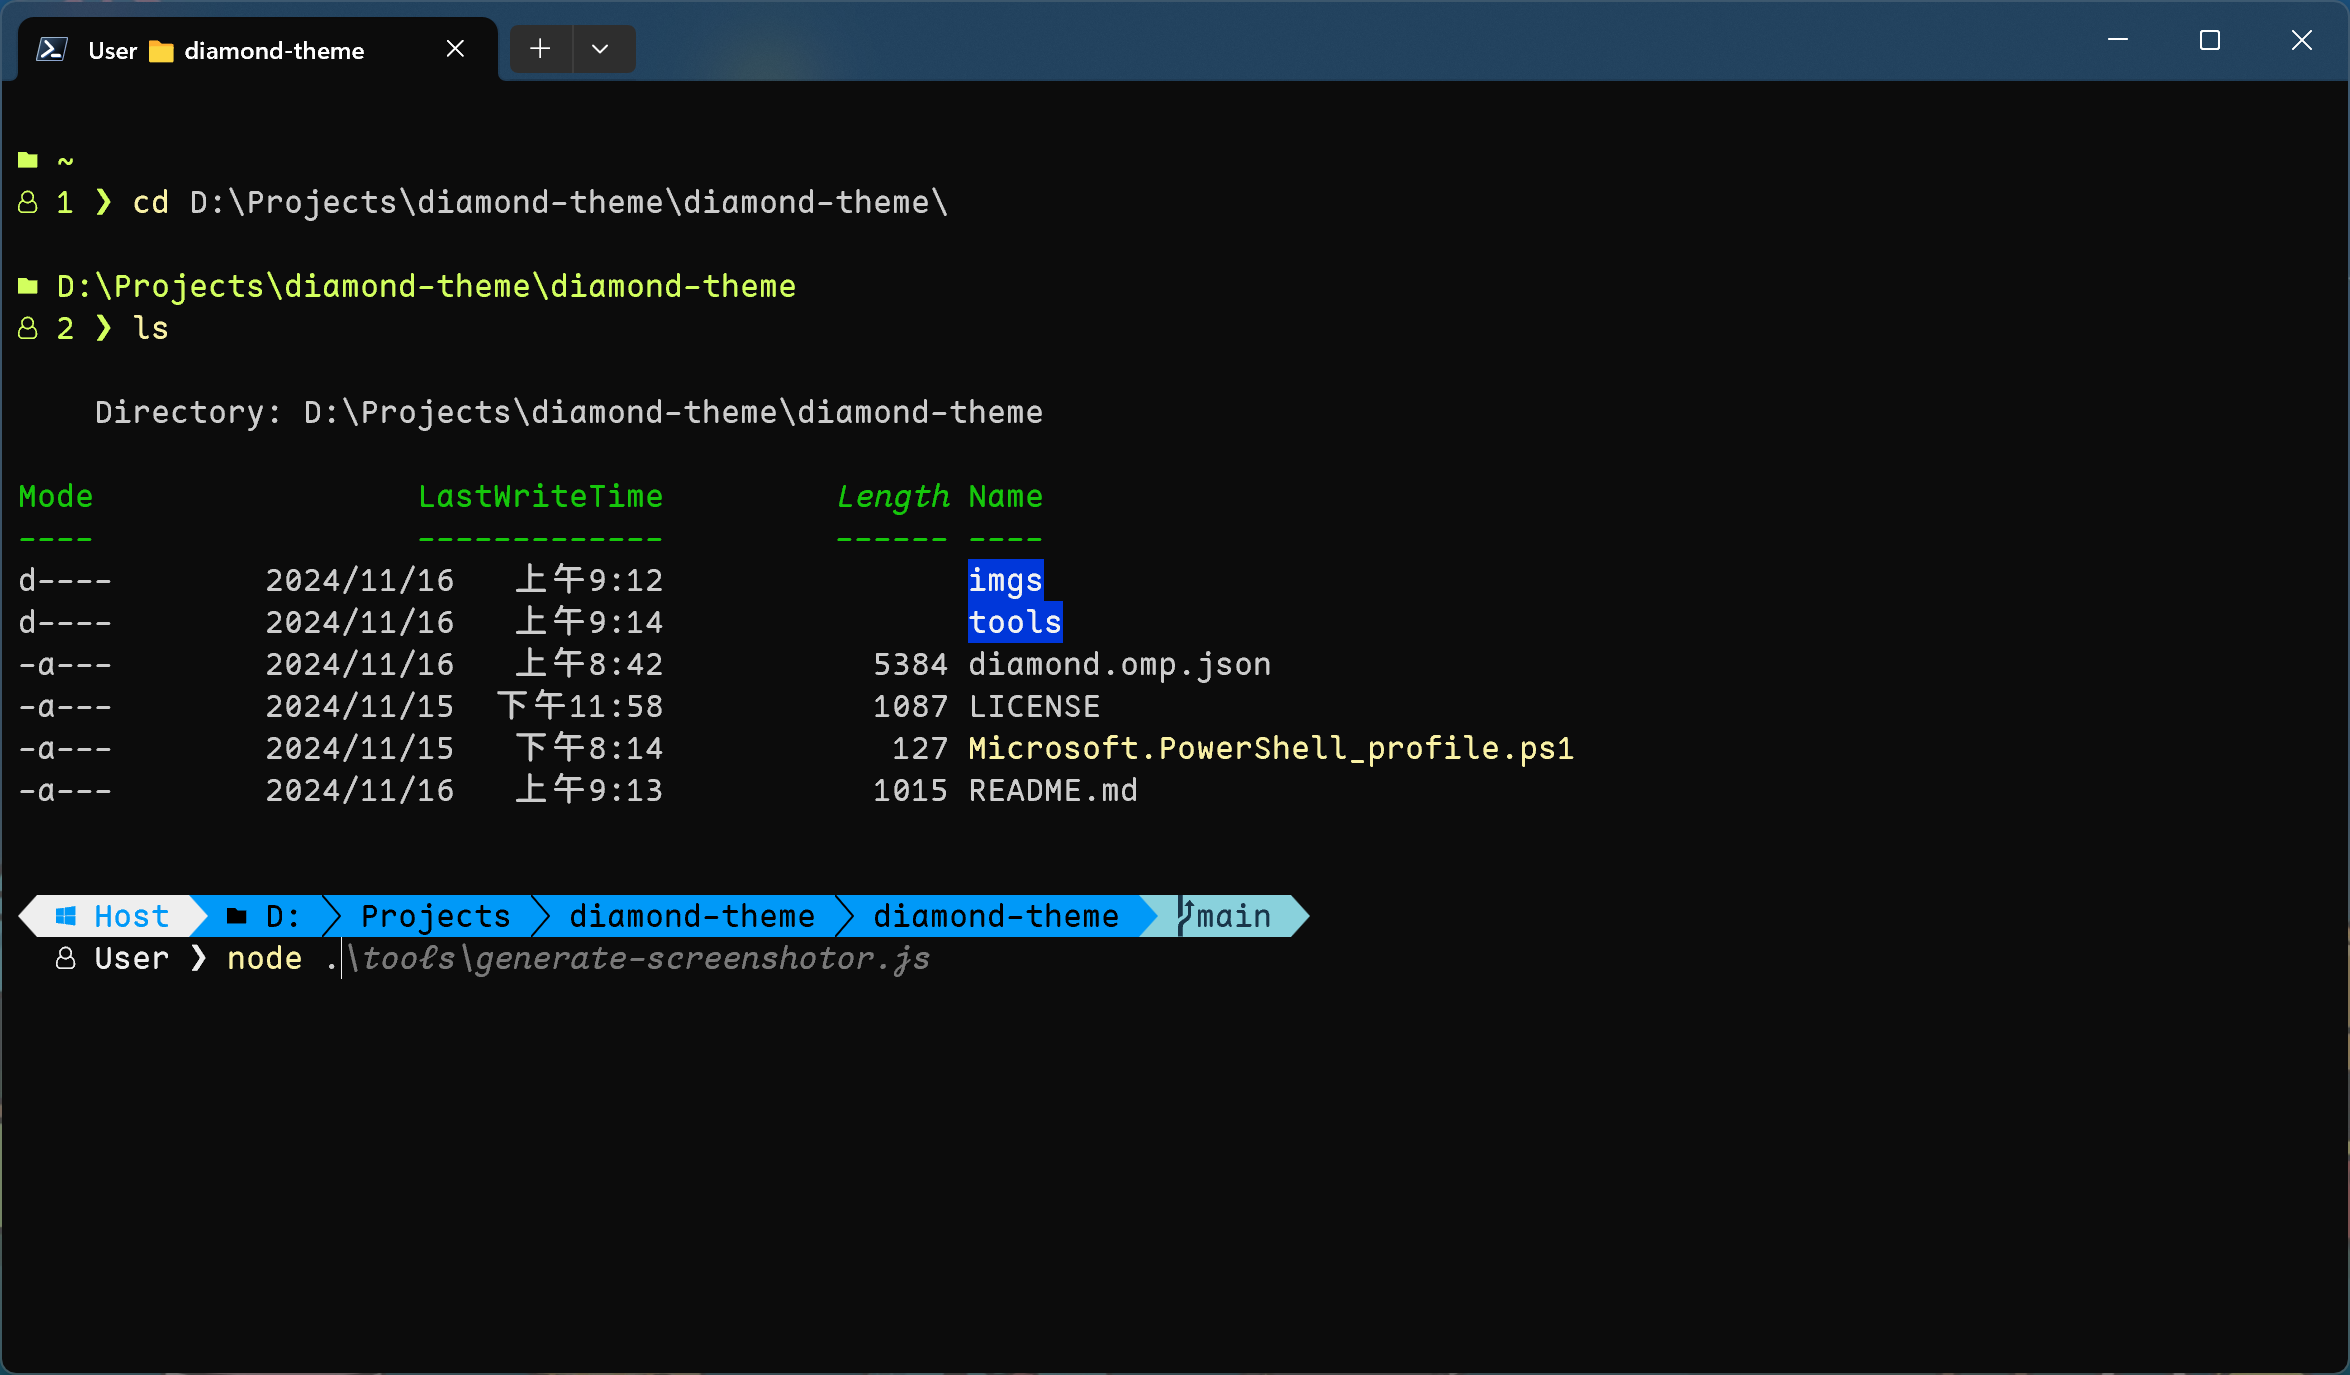 User diamond-theme
~
1 ❯ cd D:\Projects\diamond-theme\diamond-theme\
D:\Projects\diamond-theme\diamond-theme
2 ❯ ls
Directory: D:\Projects\diamond-theme\diamond-theme
Mode LastWriteTime Length Name
---- ------------- ------ ----
d---- 2024/11/16 上午9:12 imgs
d---- 2024/11/16 上午9:14 tools
-a--- 2024/11/16 上午8:42 5384 diamond.omp.json
-a--- 2024/11/15 下午11:58 1087 LICENSE
-a--- 2024/11/15 下午8:14 127 Microsoft.PowerShell_profile.ps1
-a--- 2024/11/16 上午9:13 1015 README.md
Host D: Projects diamond-theme diamond-theme main
User ❯ node .\tools\generate-screenshotor.js